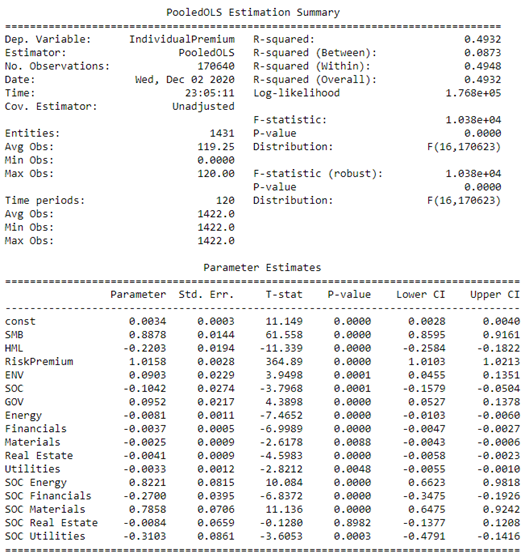 PooledOLS Estimation Summary
Dep. Variable: IndividualPremium R-squared: 0.4932
Estimator: PooledOLS R-squared (Between): 0.0873
No. Observations: 170640 R-squared (Within): 0.4948
Date: Wed, Dec 02 2020 R-squared (Overall): 0.4932
Time: 23:05:11 Log-likelihood 1.768e+05
Cov. Estimator: Unadjusted
F-statistic: 1.038e+04
Entities: 1431 P-value 0.0000
Avg Obs: 119.25 Distribution: F(16,170623)
Min Obs: 0.0000
Max Obs: 120.00 F-statistic (robust): 1.038e+04
P-value 0.0000
Time periods: 120 Distribution: F(16,170623)
Avg Obs: 1422.0
Min Obs: 1422.0
Max Obs: 1422.0
Parameter Estimates
Parameter Std. Err. T-stat P-value Lower CI Upper CI
const 0.0034 0.0003 11.149 0.0000 0.0028 0.0040
SMB 0.8878 0.0144 61.558 0.0000 0.8595 0.9161
HML -0.2203 0.0194 -11.339 0.0000 -0.2584 -0.1822
RiskPremium 1.0158 0.0028 364.89 0.0000 1.0103 1.0213
ENV 0.0903 0.0229 3.9498 0.0001 0.0455 0.1351
SOC -0.1042 0.0274 -3.7968 0.0001 -0.1579 -0.0504
GOV 0.0952 0.0217 4.3898 0.0000 0.0527 0.1378
Energy -0.0081 0.0011 -7.4652 0.0000 -0.0103 -0.0060
Financials -0.0037 0.0005 -6.9989 0.0000 -0.0047 -0.0027
Materials -0.0025 0.0009 -2.6178 0.0088 -0.0043 -0.0006
Real Estate -0.0041 0.0009 -4.5983 0.0000 -0.0058 -0.0023
Utilities -0.0033 0.0012 -2.8212 0.0048 -0.0055 -0.0010
SOC Energy 0.8221 0.0815 10.084 0.0000 0.6623 0.9818
SOC Financials -0.2700 0.0395 -6.8372 0.0000 -0.3475 -0.1926
SOC Materials 0.7858 0.0706 11.136 0.0000 0.6475 0.9242
SOC Real Estate -0.0084 0.0659 -0.1280 0.8982 -0.1377 0.1208
SOC Utilities -0.3103 0.0861 -3.6053 0.0003 -0.4791 -0.1416